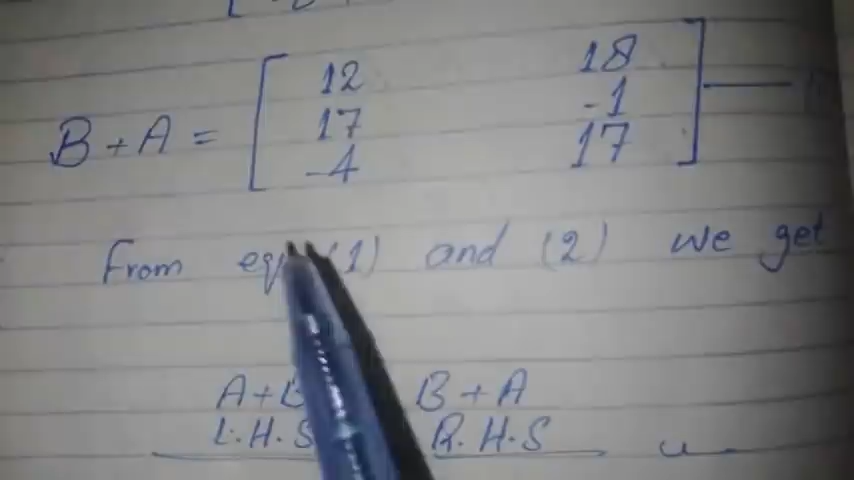 12 18
B + A = 17 -1
-4 17
From eq (1) and (2) we get
A + B B + A
L.H.S R.H.S